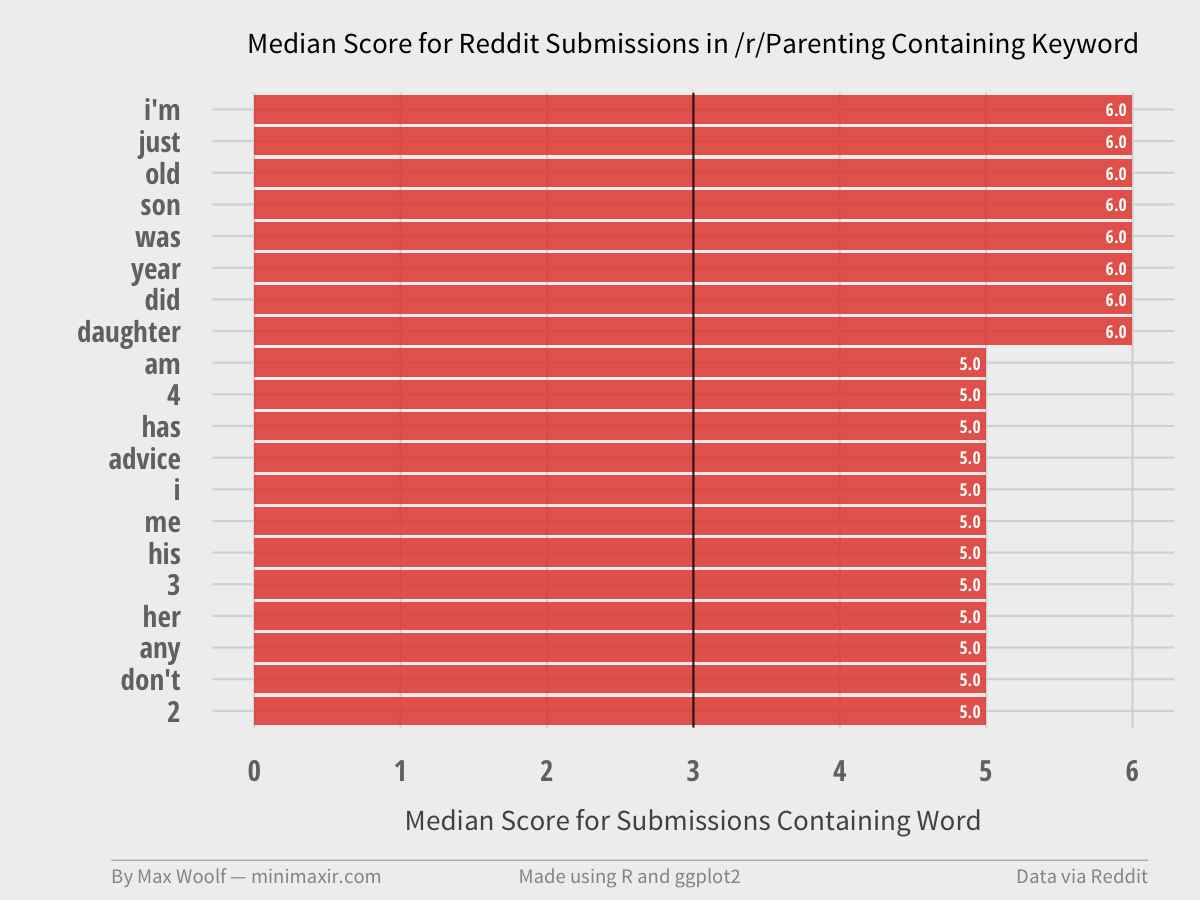 Median Score for Reddit Submissions in /r/Parenting Containing Keyword
i'm 6.0
just 6.0
old 6.0
son 6.0
was 6.0
year 6.0
did 6.0
daughter 6.0
am 5.0
4 5.0
has 5.0
advice 5.0
i 5.0
me 5.0
his 5.0
3 5.0
her 5.0
any 5.0
don't 5.0
2 5.0
0 1 2 3 4 5 6
Median Score for Submissions Containing Word
By Max Woolf — minimaxir.com Made using R and ggplot2 Data via Reddit